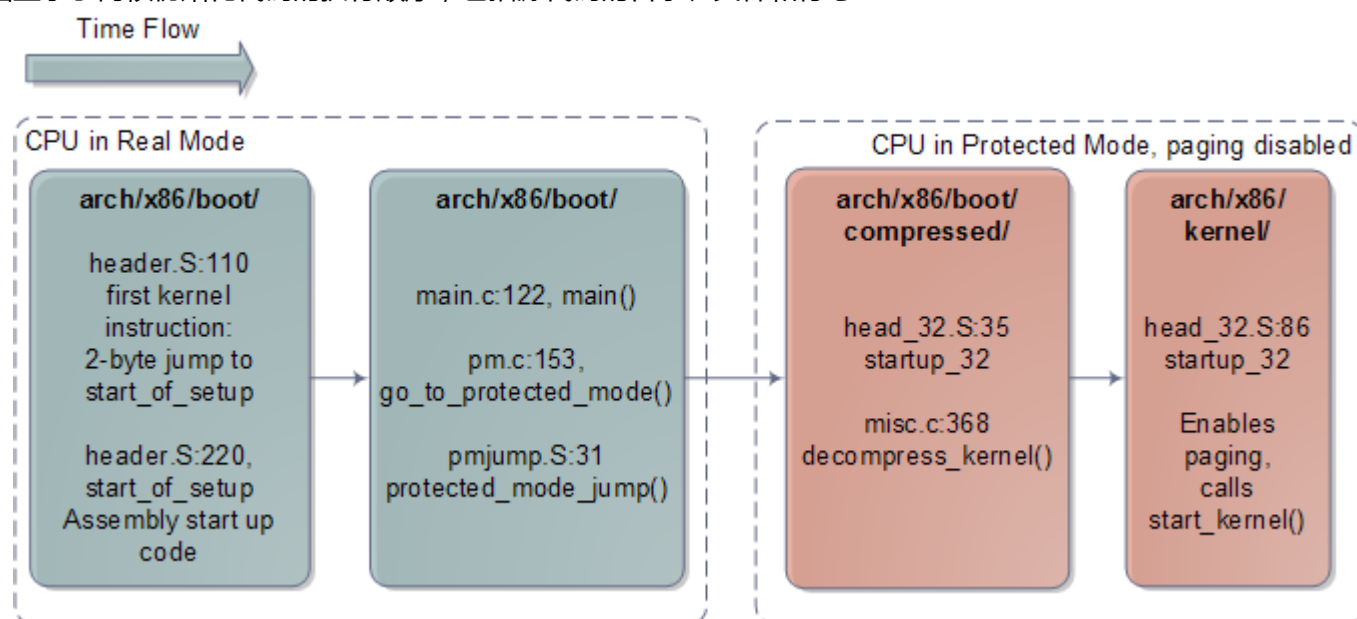 Time Flow
CPU in Real Mode
arch/x86/boot/
header.S:110
first kernel
instruction:
2-byte jump to
start_of_setup
header.S:220,
start_of_setup
Assembly start up
code
arch/x86/boot/
main.c:122, main()
pm.c:153,
go_to_protected_mode()
pmjump.S:31
protected_mode_jump()
CPU in Protected Mode, paging disabled
arch/x86/boot/
compressed/
head_32.S:35
startup_32
misc.c:368
decompress_kernel()
arch/x86/
kernel/
head_32.S:86
startup_32
Enables
paging,
calls
start_kernel()